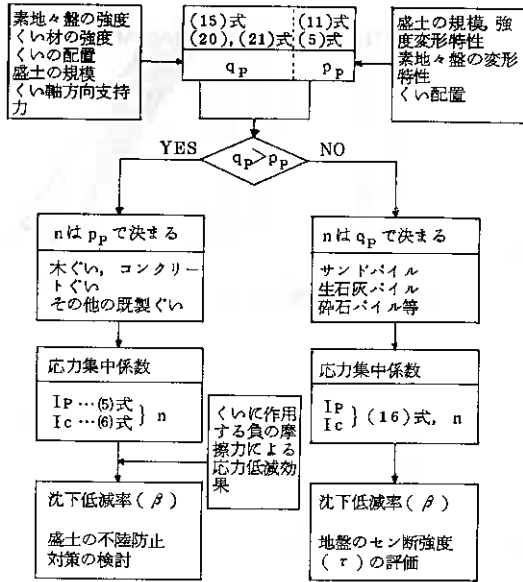 素地々盤の強度
くい材の強度
くいの配置
盛土の規模
くい軸方向支持
力
(15)式
(20),(21)式
qP
(11)式
(5)式
pP
盛土の規模,強
度変形特性
素地々盤の変形
特性
くい配置
YES
qP>pP
NO
nはpPで決まる
木ぐい,コンクリー
トぐい
その他の既製ぐい
nはqPで決まる
サンドパイル
生石灰パイル
砕石パイル等
応力集中係数
IP…(5)式
Ic…(6)式 } n
くいに作用
する負の摩
擦力による
応力低減効
果
応力集中係数
IP
Ic } (16)式, n
沈下低減率(β)
盛土の不陸防止
対策の検討
沈下低減率(β)
地盤のセン断強度
(τ)の評価